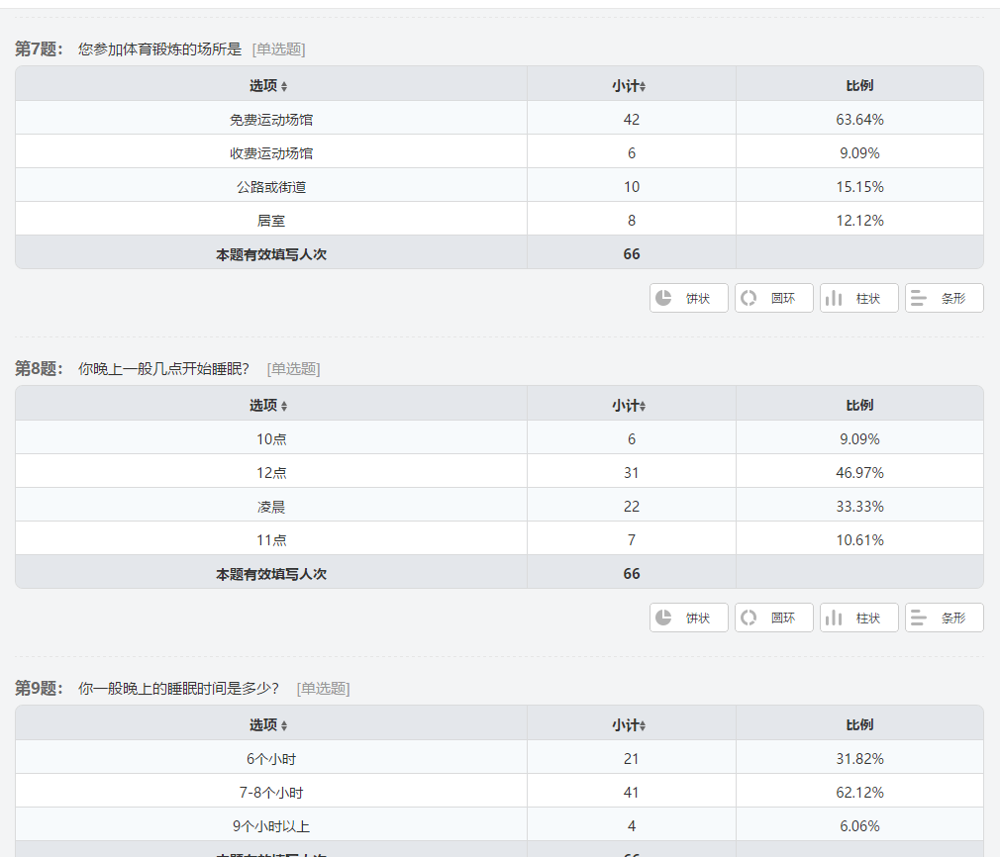 第7题： 您参加体育锻炼的场所是 [单选题]
选项 小计 比例
免费运动场馆 42 63.64%
收费运动场馆 6 9.09%
公路或街道 10 15.15%
居室 8 12.12%
本题有效填写人次 66
饼状 圆环 柱状 条形
第8题： 你晚上一般几点开始睡眠？ [单选题]
选项 小计 比例
10点 6 9.09%
12点 31 46.97%
凌晨 22 33.33%
11点 7 10.61%
本题有效填写人次 66
饼状 圆环 柱状 条形
第9题： 你一般晚上的睡眠时间是多少？ [单选题]
选项 小计 比例
6个小时 21 31.82%
7-8个小时 41 62.12%
9个小时以上 4 6.06%
本题有效填写人次 66